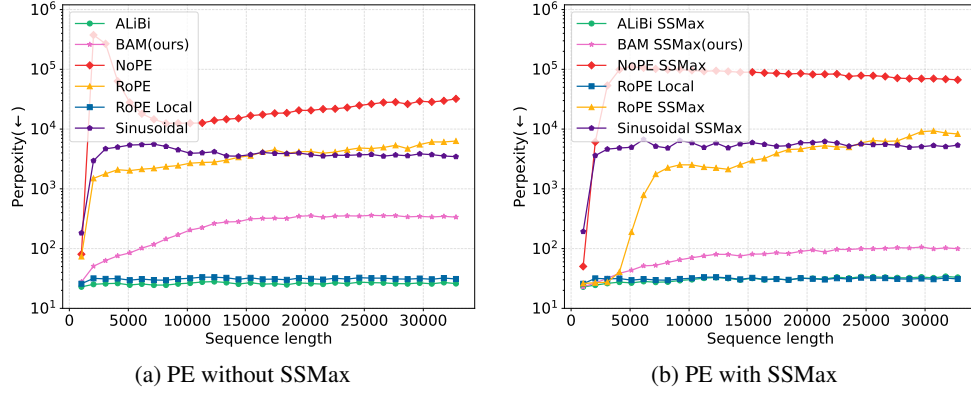 10^6
10^5
10^4
10^3
10^2
10^1
Perpexity(←)
ALiBi
BAM(ours)
NoPE
RoPE
RoPE Local
Sinusoidal
0 5000 10000 15000 20000 25000 30000
Sequence length
(a) PE without SSMax
10^6
10^5
10^4
10^3
10^2
10^1
Perpexity(←)
ALiBi SSMax
BAM SSMax(ours)
NoPE SSMax
RoPE Local
RoPE SSMax
Sinusoidal SSMax
0 5000 10000 15000 20000 25000 30000
Sequence length
(b) PE with SSMax